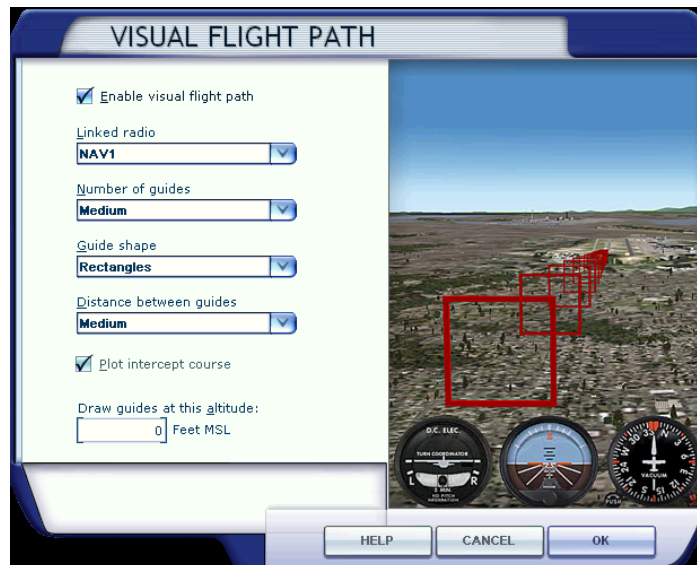 VISUAL FLIGHT PATH
Enable visual flight path
Linked radio
NAV1
Number of guides
Medium
Guide shape
Rectangles
Distance between guides
Medium
Plot intercept course
Draw guides at this altitude:
0 Feet MSL
D.C. ELEC.
TURN COORDINATOR
L R
2 MIN.
NO PITCH
INFORMATION
VACUUM
PUSH
HELP CANCEL OK